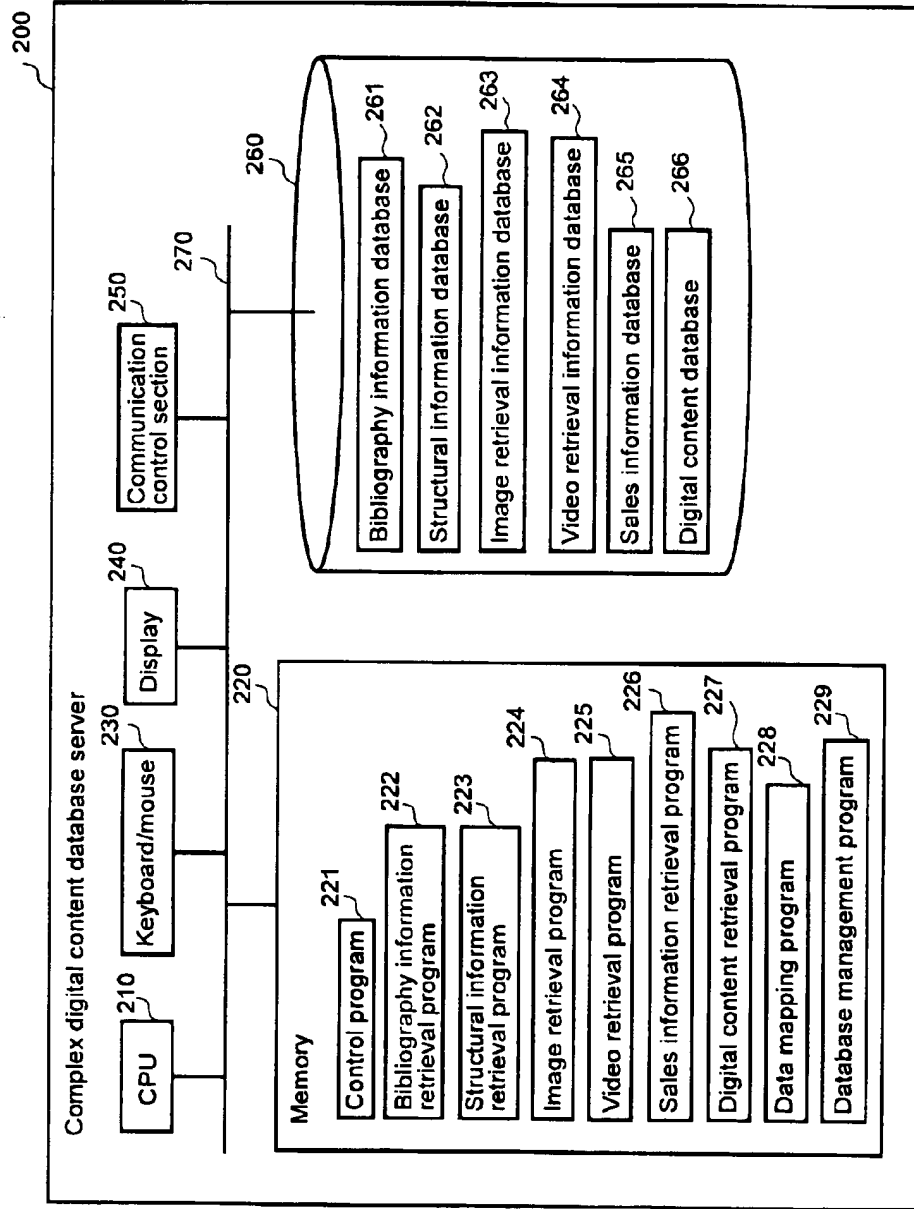 200
Complex digital content database server
210
CPU
230
Keyboard/mouse
240
Display
250
Communication
control section
270
220
Memory
221
Control program
222
Bibliography information
retrieval program
223
Structural information
retrieval program
224
Image retrieval program
225
Video retrieval program
226
Sales information retrieval program
227
Digital content retrieval program
228
Data mapping program
229
Database management program
260
261
Bibliography information database
262
Structural information database
263
Image retrieval information database
264
Video retrieval information database
265
Sales information database
266
Digital content database